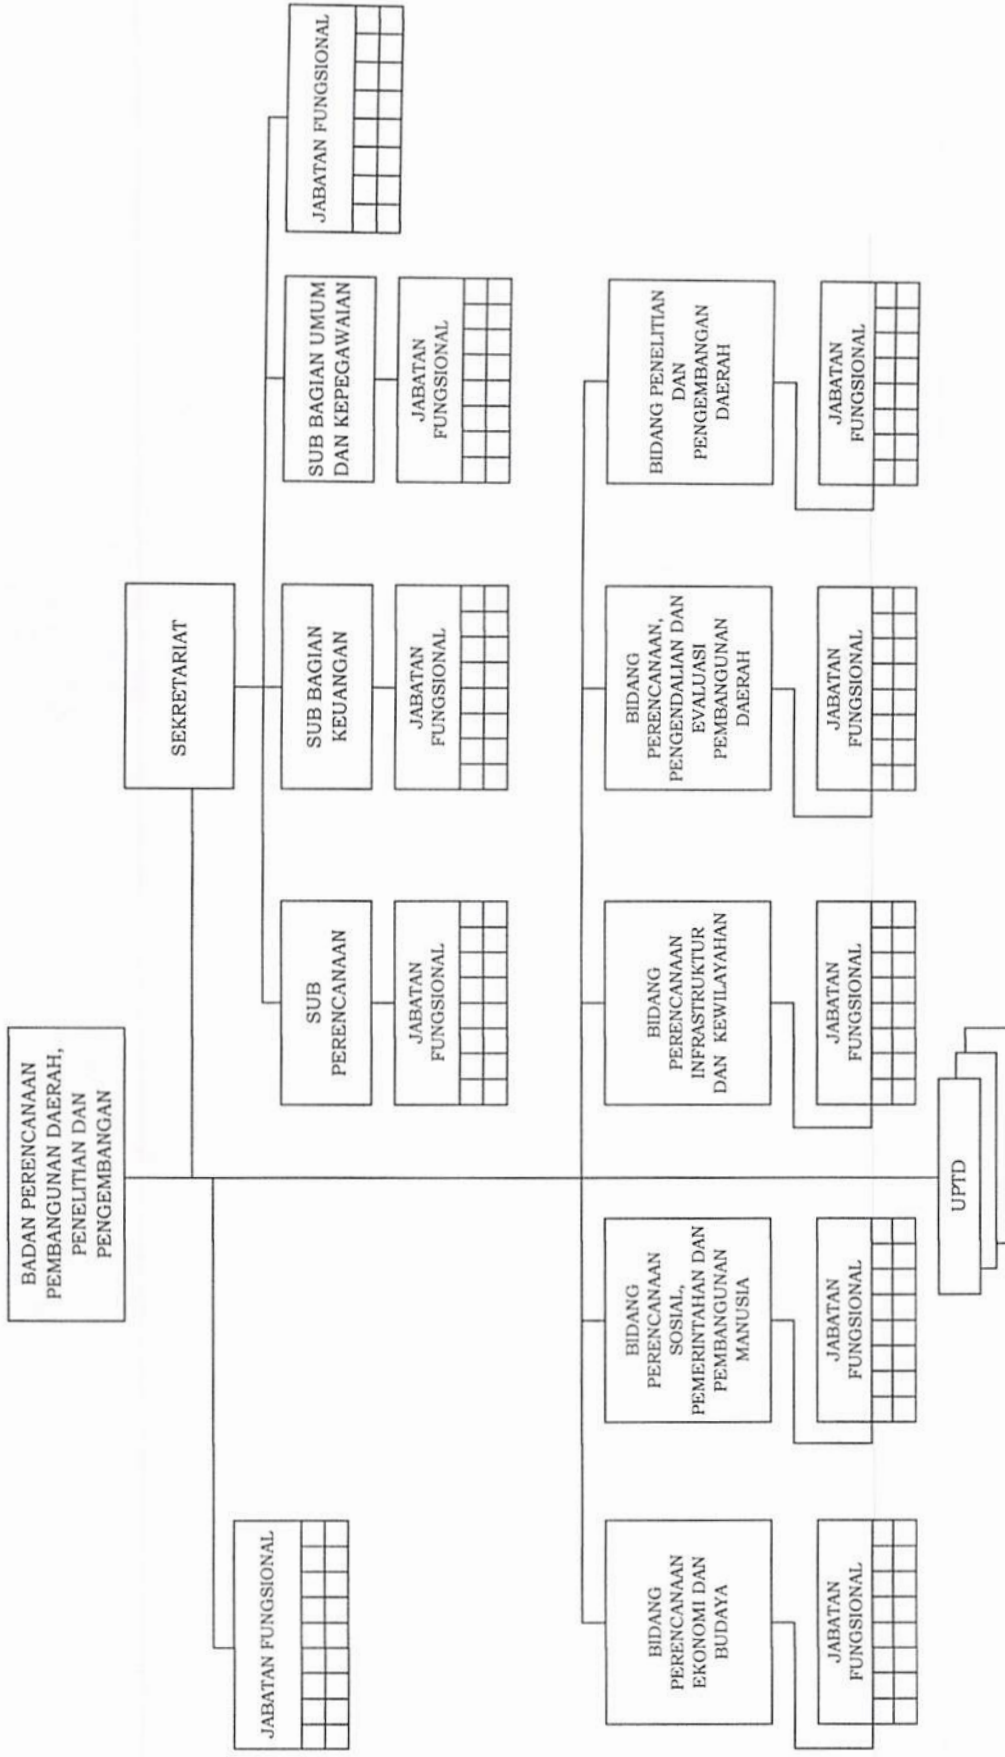 BADAN PERENCANAAN
PEMBANGUNAN DAERAH,
PENELITIAN DAN
PENGEMBANGAN
SEKRETARIAT
JABATAN FUNGSIONAL
SUB
PERENCANAAN
SUB BAGIAN
KEUANGAN
SUB BAGIAN UMUM
DAN KEPEGAWAIAN
JABATAN FUNGSIONAL
JABATAN
FUNGSIONAL
JABATAN
FUNGSIONAL
JABATAN
FUNGSIONAL
BIDANG
PERENCANAAN
EKONOMI DAN
BUDAYA
BIDANG
PERENCANAAN
SOSIAL,
PEMERINTAHAN DAN
PEMBANGUNAN
MANUSIA
BIDANG
PERENCANAAN
INFRASTRUKTUR
DAN KEWILAYAHAN
BIDANG
PERENCANAAN,
PENGENDALIAN DAN
EVALUASI
PEMBANGUNAN
DAERAH
BIDANG PENELITIAN
DAN
PENGEMBANGAN
DAERAH
JABATAN
FUNGSIONAL
JABATAN
FUNGSIONAL
JABATAN
FUNGSIONAL
JABATAN
FUNGSIONAL
JABATAN
FUNGSIONAL
UPTD